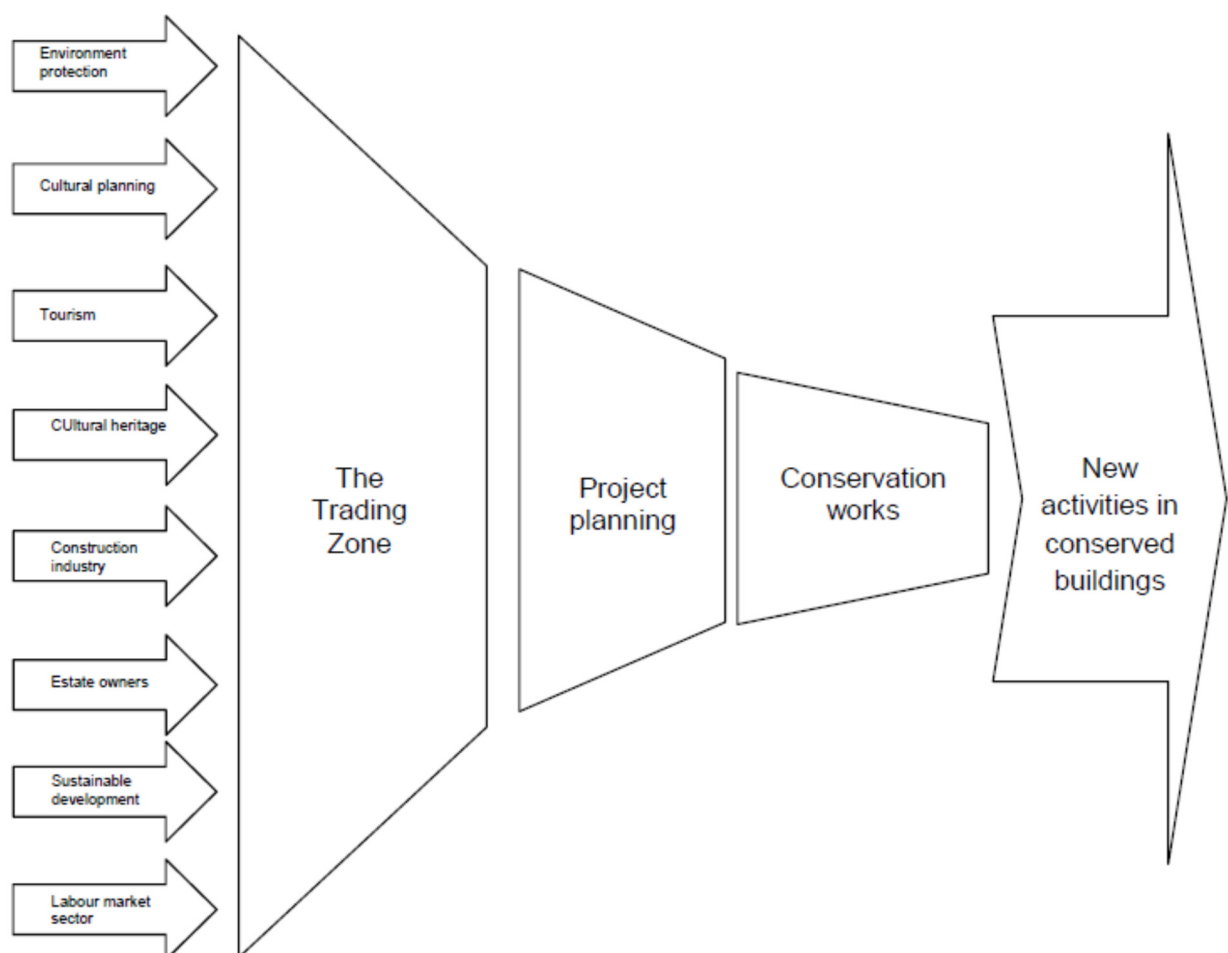 Environment
protection
Cultural planning
Tourism
CUltural heritage
Construction
industry
Estate owners
Sustainable
development
Labour market
sector
The
Trading
Zone
Project
planning
Conservation
works
New
activities in
conserved
buildings